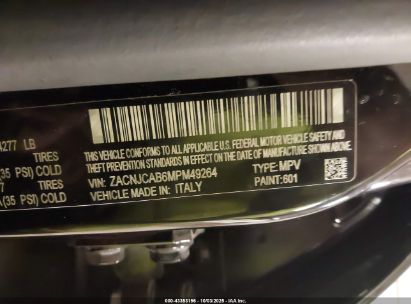 4277 LB
TIRES
(35 PSI) COLD
TIRES
(35 PSI) COLD
THIS VEHICLE CONFORMS TO ALL APPLICABLE U.S. FEDERAL MOTOR VEHICLE SAFETY AND
THEFT PREVENTION STANDARDS IN EFFECT ON THE DATE OF MANUFACTURE SHOWN ABOVE
VIN: ZACNJCAB6MPM49264 TYPE: MPV
VEHICLE MADE IN: ITALY PAINT: 601
000-43353156 - 10/03/2025 - IAA Inc.